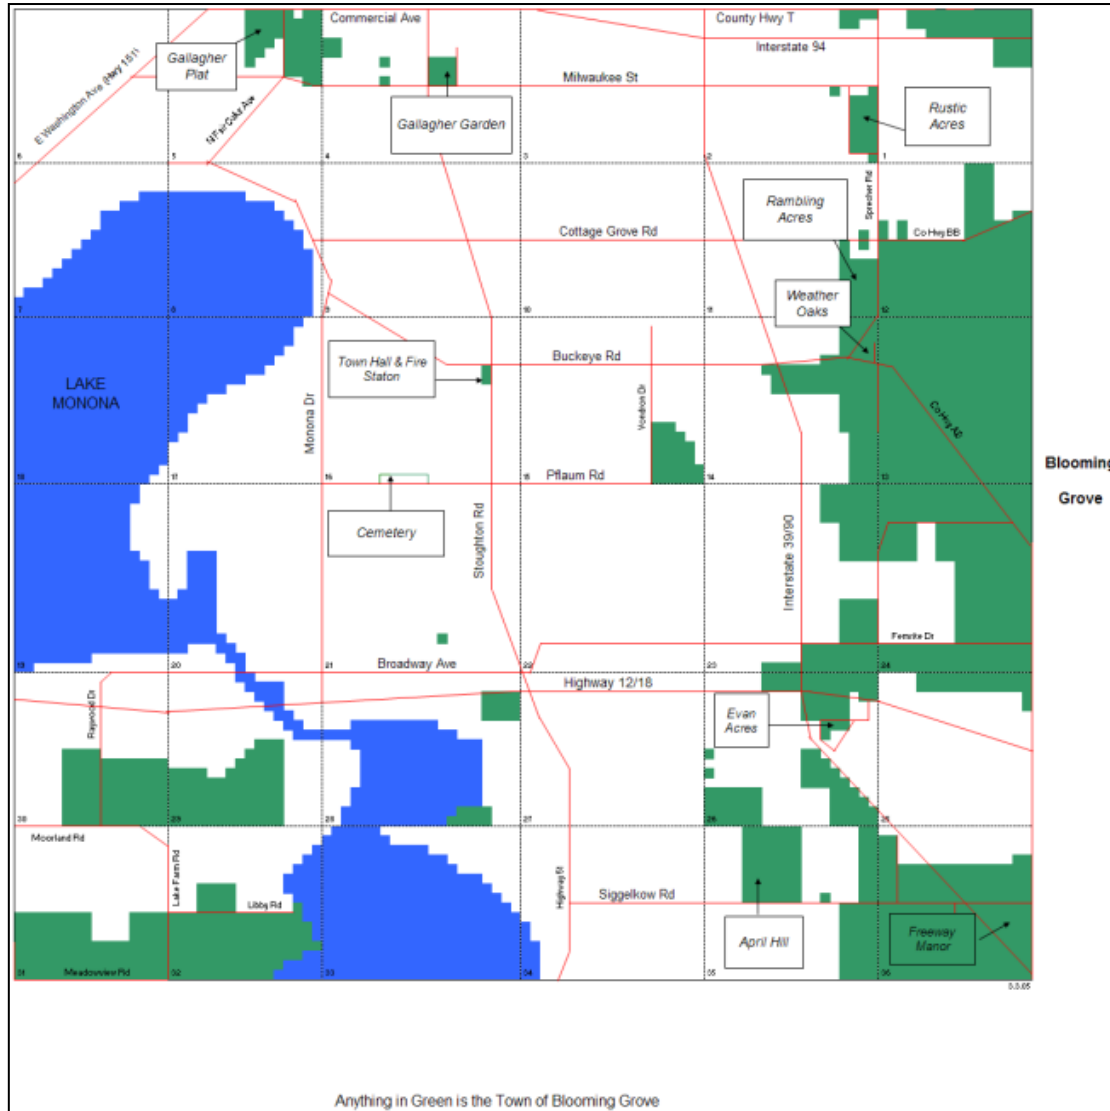 Commercial Ave
County Hwy T
Interstate 94
Gallagher
Plat
E Washington Ave (Hwy 151)
Milwaukee St
N Fair Oaks Ave
Gallagher Garden
Rustic
Acres
6
5
4
3
2
1
Sprecher Rd
Rambling
Acres
Cottage Grove Rd
Co Hwy BB
Weather
Oaks
7
8
9
10
11
12
Town Hall & Fire
Staton
Buckeye Rd
LAKE
MONONA
Monona Dr
Vondron Dr
Co Hwy AB
Blooming
Grove
18
17
16
15
14
13
Pflaum Rd
Cemetery
Stoughton Rd
Interstate 39/90
Femrite Dr
19
20
21
22
23
24
Broadway Ave
Highway 12/18
Raywood Dr
Evan
Acres
30
29
28
27
26
25
Moorland Rd
Lake Farm Rd
Libby Rd
Highway 51
Siggelkow Rd
April Hill
Freeway
Manor
31
32
33
34
35
36
Meadowview Rd
Anything in Green is the Town of Blooming Grove